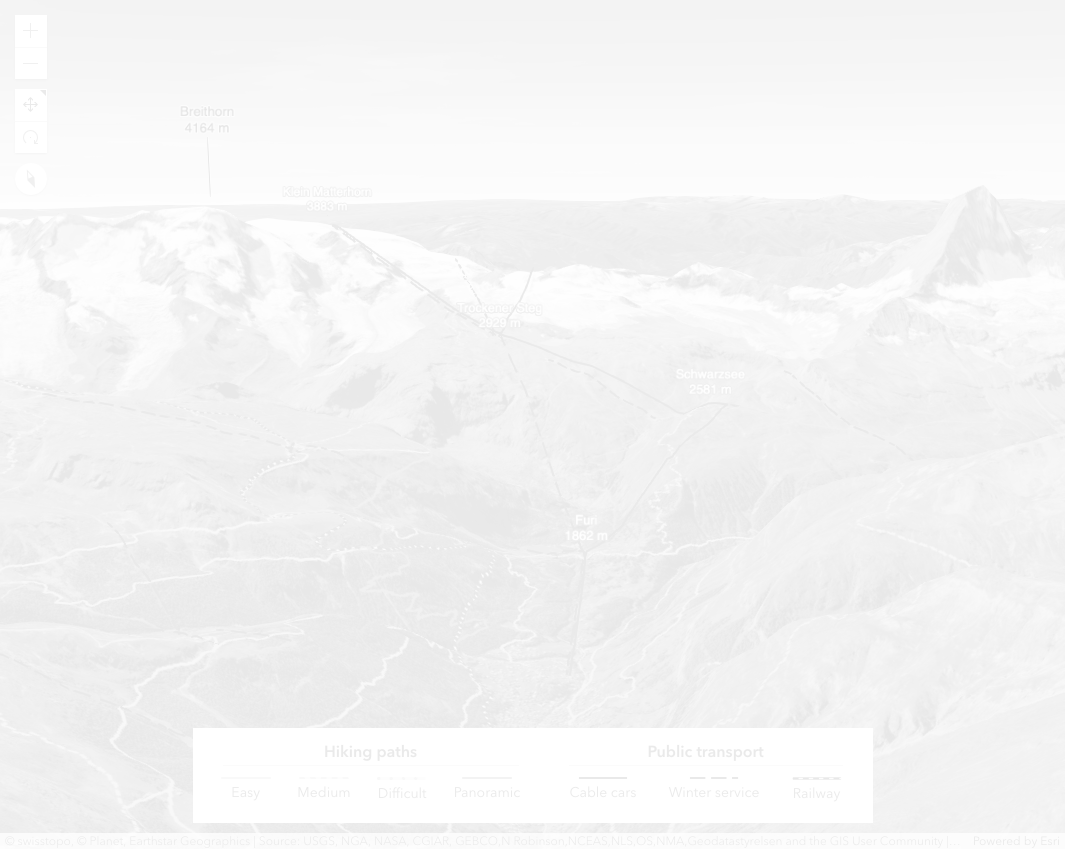 Breithorn
4164 m
Klein Matterhorn
3883 m
Trockener Steg
2929 m
Schwarzsee
2581 m
Furi
1862 m
Hiking paths
Public transport
Easy
Medium
Difficult
Panoramic
Cable cars
Winter service
Railway
© swisstopo, © Planet, Earthstar Geographics | Source: USGS, NGA, NASA, CGIAR, GEBCO,N Robinson,NCEAS,NLS,OS,NMA,Geodatastyrelsen and the GIS User Community |
Powered by Esri